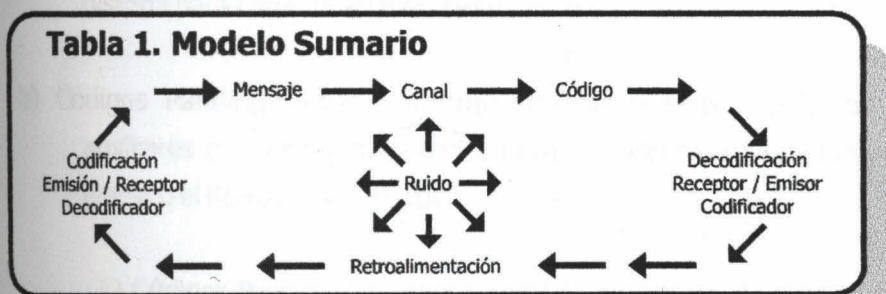 Tabla 1. Modelo Sumario
Mensaje Canal Código
Codificación
Emisión / Receptor
Decodificador
Ruido
Decodificación
Receptor / Emisor
Codificador
Retroalimentación